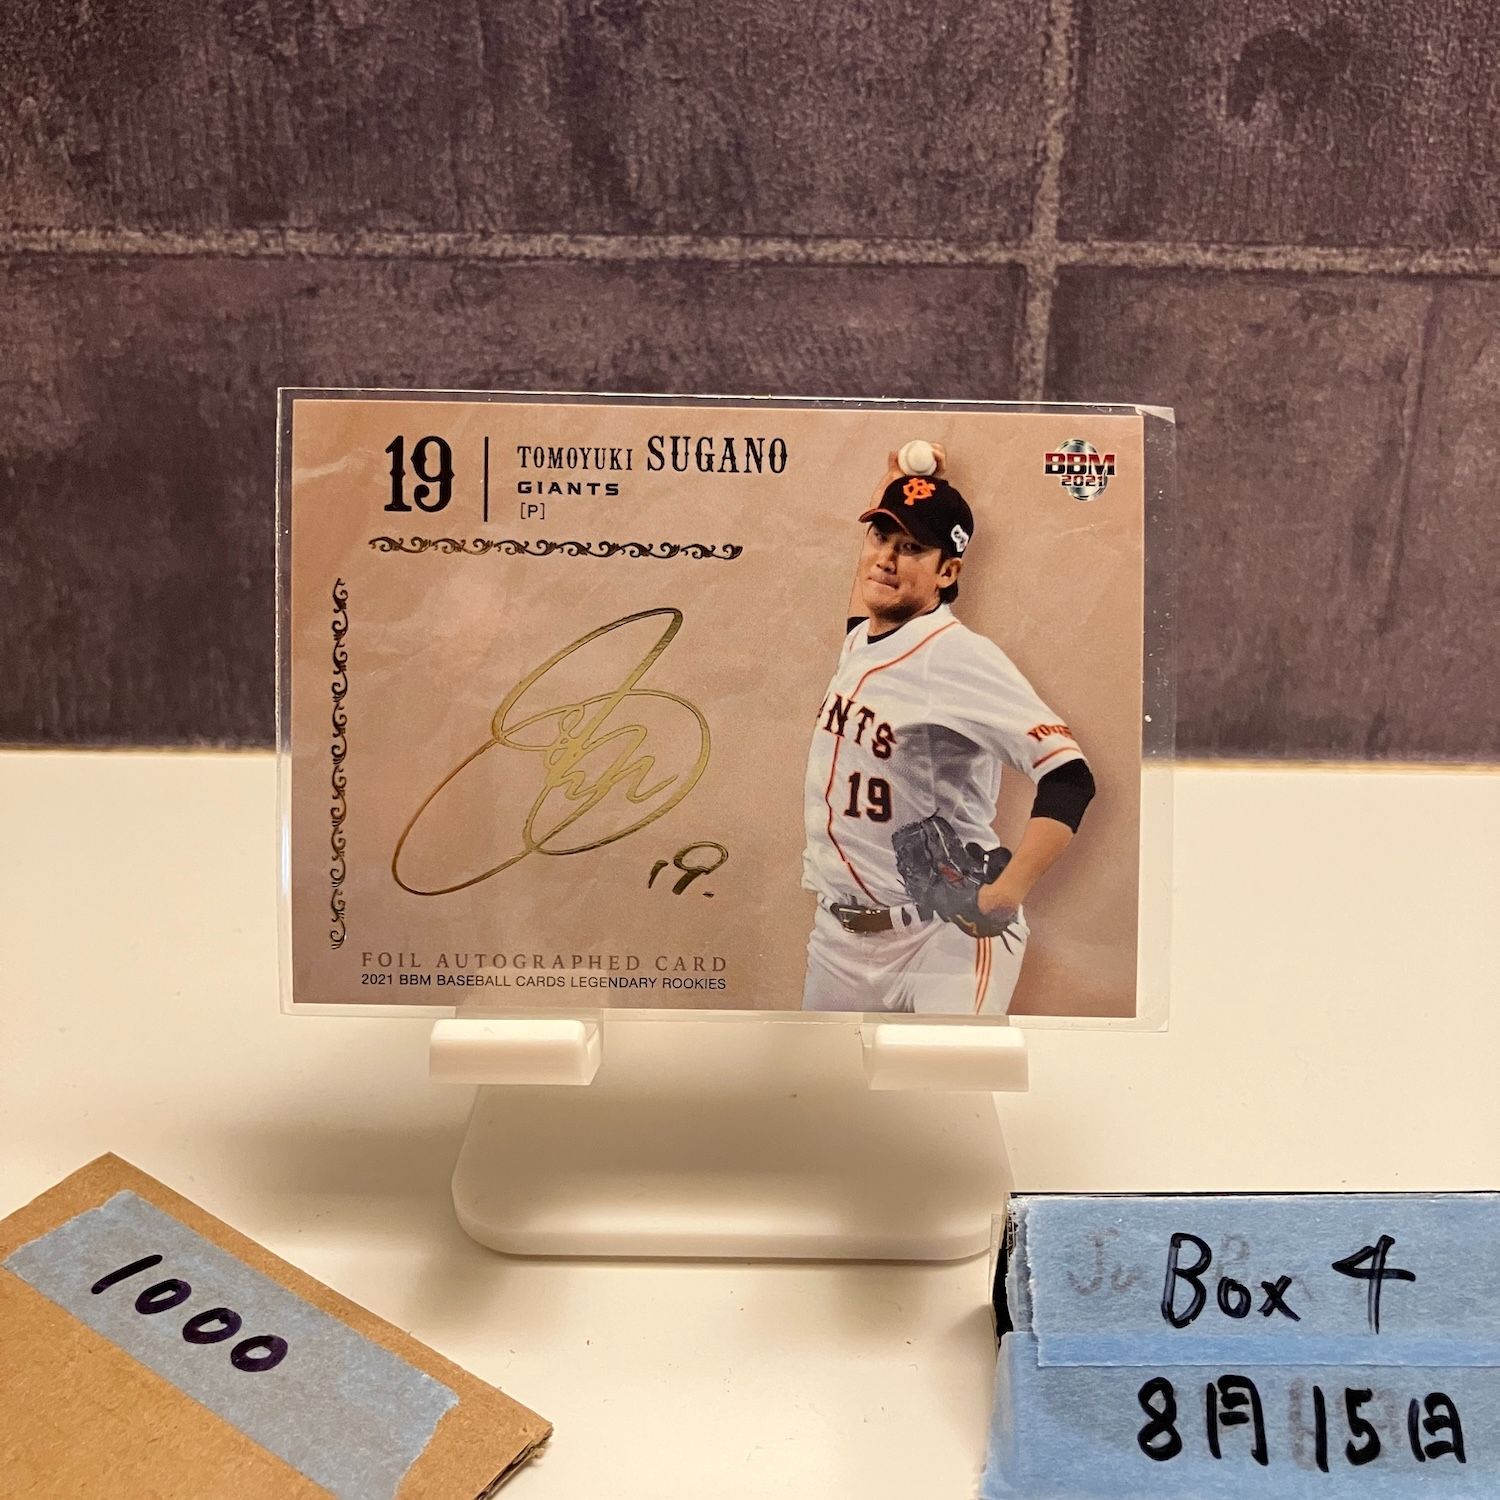 19
TOMOYUKI SUGANO
GIANTS
[P]
BBM
2021
19.
FOIL AUTOGRAPHED CARD
2021 BBM BASEBALL CARDS LEGENDARY ROOKIES
ANTS
19
1000
Box 4
8月15日